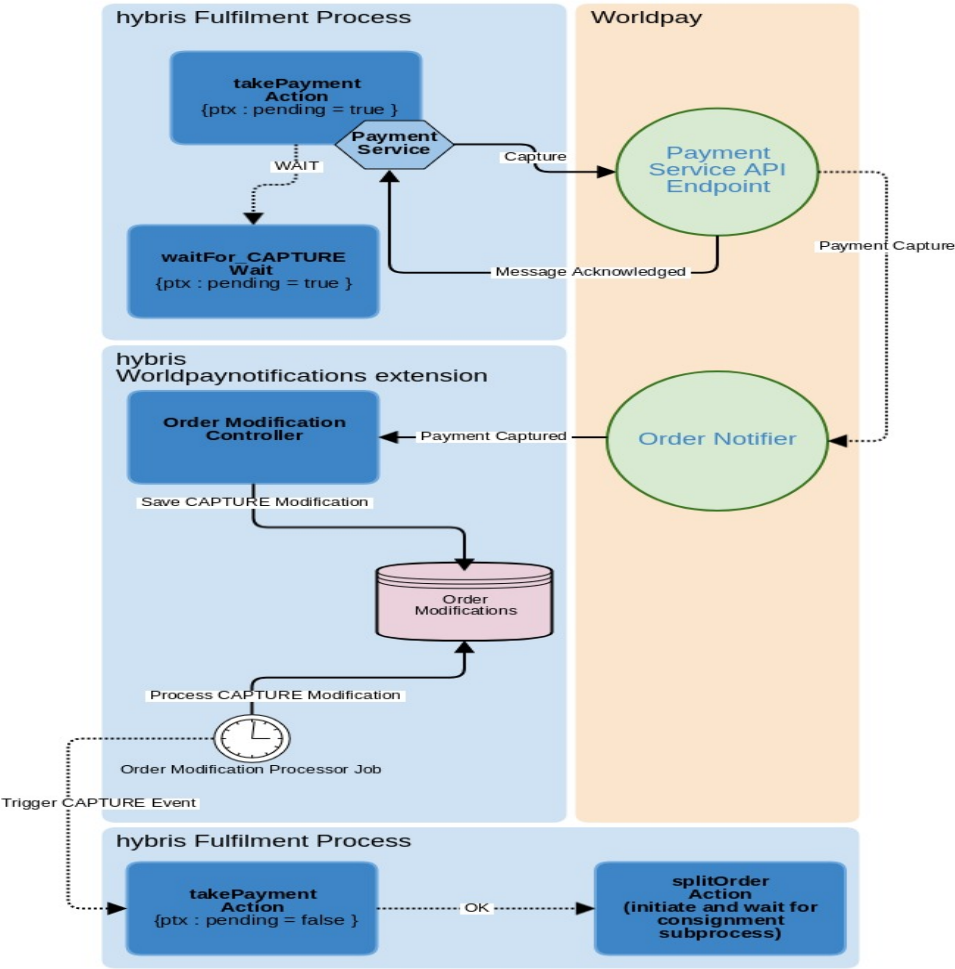 hybris Fulfilment Process
Worldpay
takePayment
Action
{ptx : pending = true }
Payment
Service
WAIT
Capture
Payment
Service API
Endpoint
waitFor_CAPTURE
Wait
{ptx : pending = true }
Payment Capture
Message Acknowledged
hybris
Worldpaynotifications extension
Order Modification
Controller
Payment Captured
Order Notifier
Save CAPTURE Modification
Order
Modifications
Process CAPTURE Modification
Order Modification Processor Job
Trigger CAPTURE Event
hybris Fulfilment Process
takePayment
Action
{ptx : pending = false }
OK
splitOrder
Action
(initiate and wait for
consignment
subprocess)